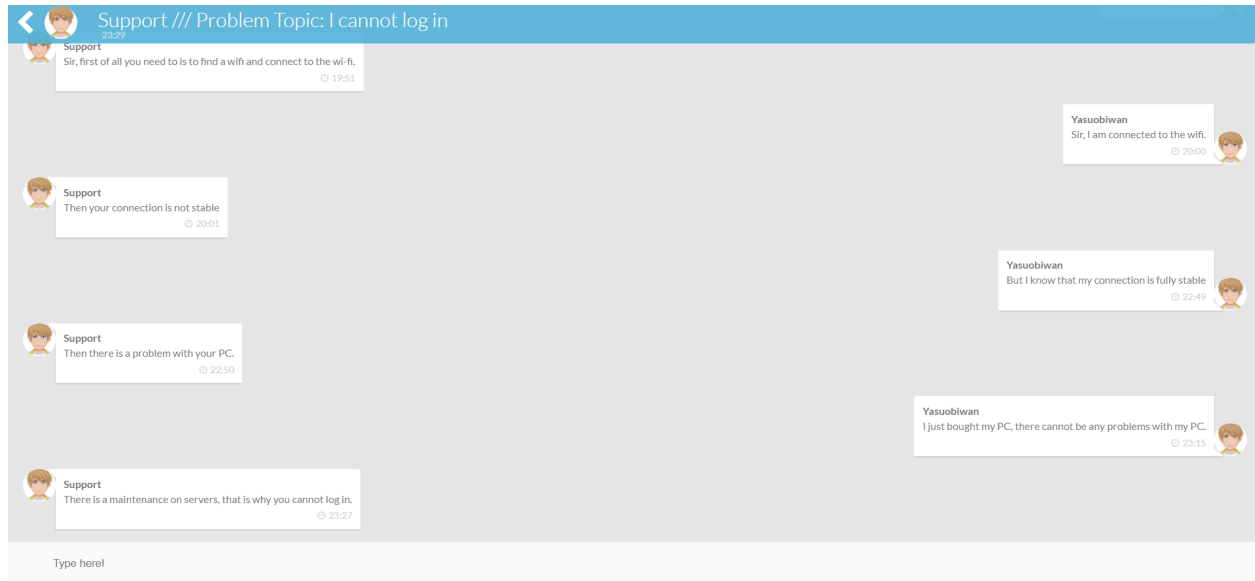 Support /// Problem Topic: I cannot log in
23:29
Support
Sir, first of all you need to is to find a wifi and connect to the wi-fi.
19:51
Yasuobiwan
Sir, I am connected to the wifi.
20:00
Support
Then your connection is not stable
20:01
Yasuobiwan
But I know that my connection is fully stable
22:49
Support
Then there is a problem with your PC.
22:50
Yasuobiwan
I just bought my PC, there cannot be any problems with my PC.
23:15
Support
There is a maintenance on servers, that is why you cannot log in.
23:27
Type here!